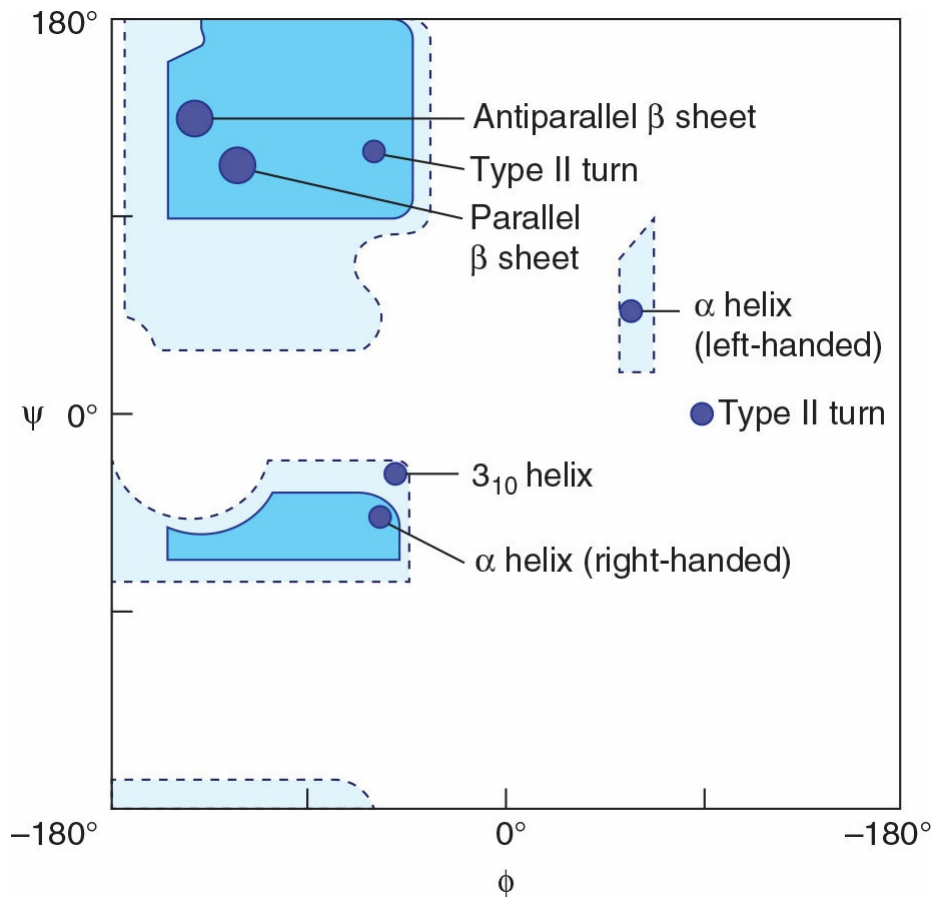 180°
Antiparallel β sheet
Type II turn
Parallel
β sheet
α helix
(left-handed)
ψ 0°
Type II turn
3₁₀ helix
α helix (right-handed)
–180°
0°
–180°
ϕ